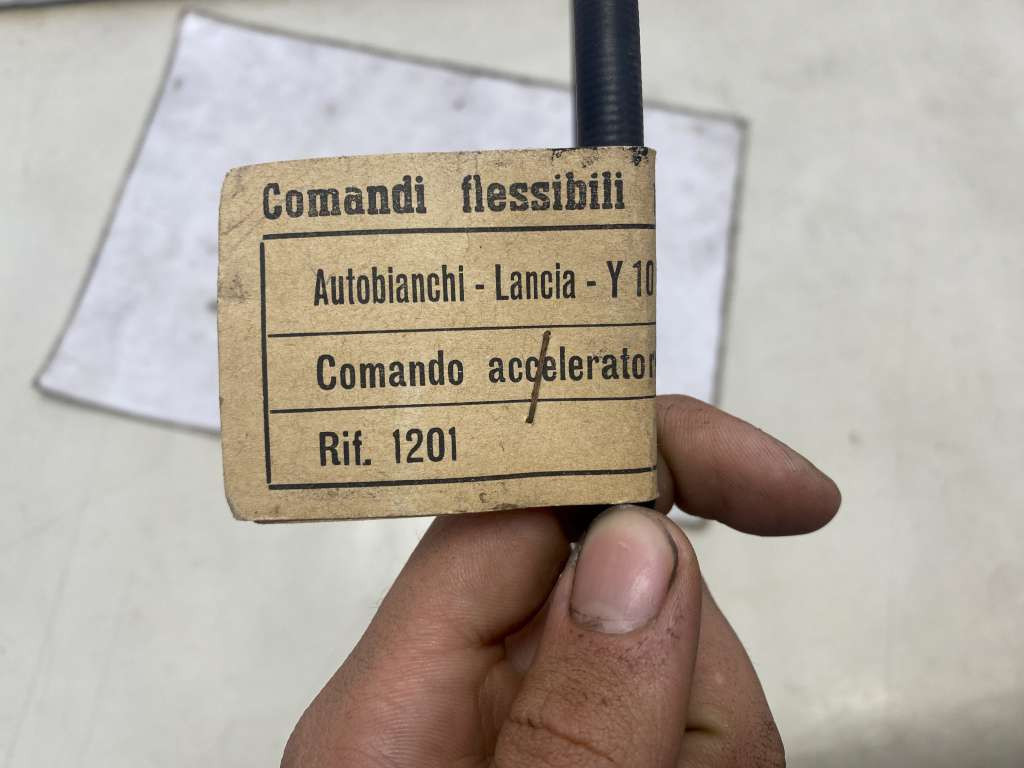 Comandi flessibili
Autobianchi - Lancia - Y 10
Comando accelerator
Rif. 1201